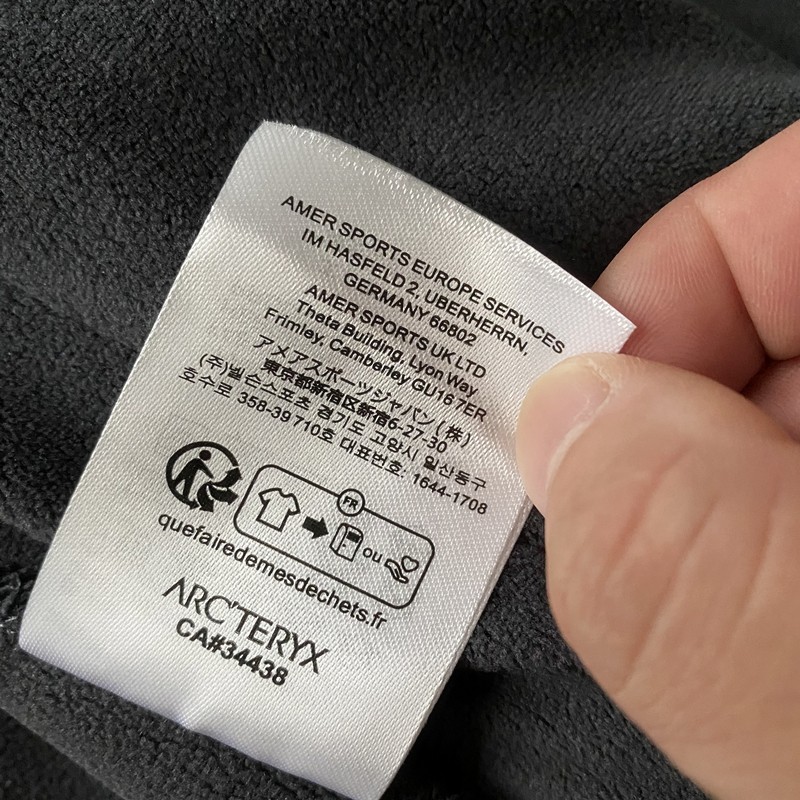 AMER SPORTS EUROPE SERVICES
IM HASFELD 2, UBERHERRN,
GERMANY 66802
AMER SPORTS UK LTD
Theta Building, Lyon Way
Frimley, Camberley GU16 7ER
アメアスポーツジャパン(株)
東京都新宿区新宿6-27-30
(주)넬슨스포츠 경기도 고양시 일산동구
호수로 358-39 710호 대표번호. 1644-1708
FR
ou
quefairedemesdechets.fr
ARC'TERYX
CA#34438